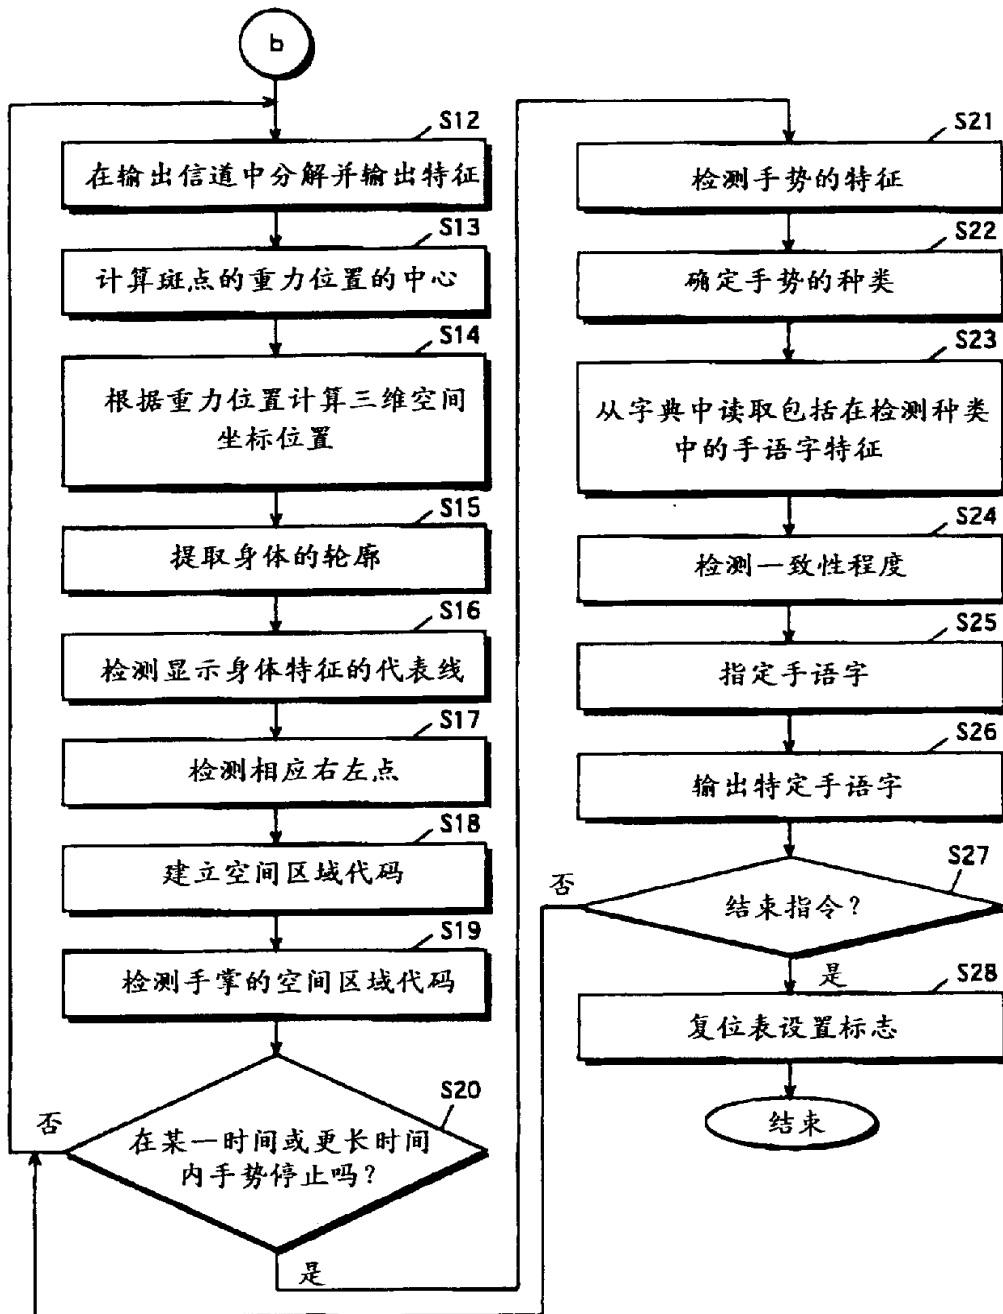 b
S12
在输出信道中分解并输出特征
S13
计算斑点的重力位置的中心
S14
根据重力位置计算三维空间
坐标位置
S15
提取身体的轮廓
S16
检测显示身体特征的代表线
S17
检测相应右左点
S18
建立空间区域代码
S19
检测手掌的空间区域代码
S20
在某一时间或更长时间
内手势停止吗?
否
是
S21
检测手势的特征
S22
确定手势的种类
S23
从字典中读取包括在检测种类
中的手语字特征
S24
检测一致性程度
S25
指定手语字
S26
输出特定手语字
S27
结束指令?
否
是
S28
复位表设置标志
结束